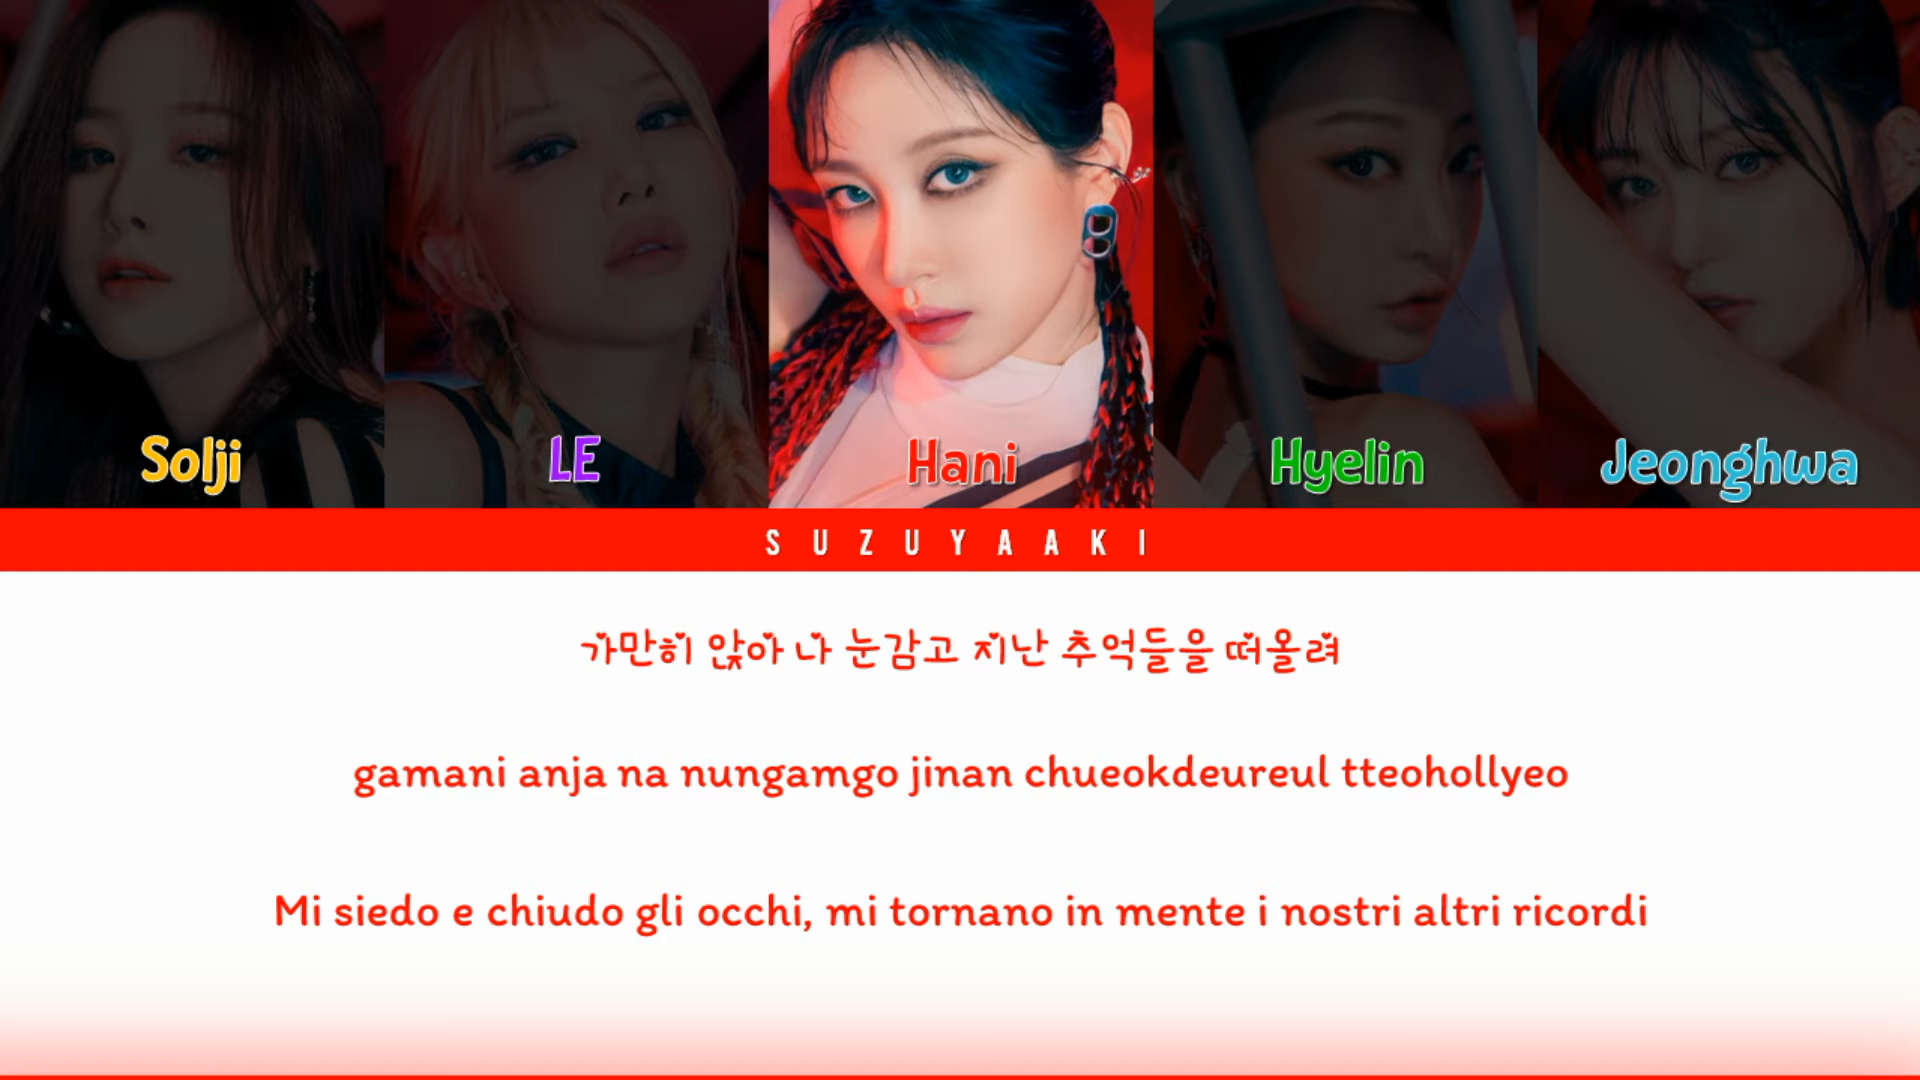 Solji
LE
Hani
Hyelin
Jeonghwa
SUZUYAAKI
가만히 앉아 나 눈감고 지난 추억들을 떠올려
gamani anja na nungamgo jinan chueokdeureul tteohollyeo
Mi siedo e chiudo gli occhi, mi tornano in mente i nostri altri ricordi